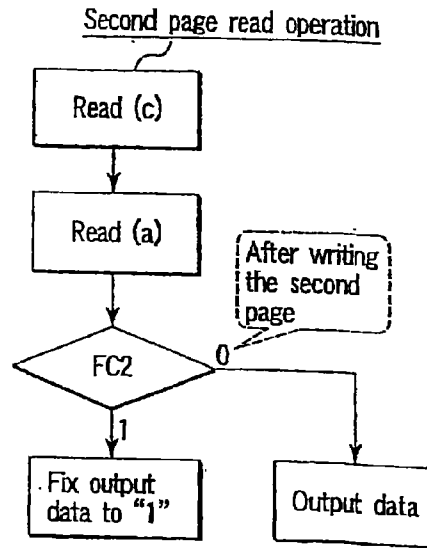 Second page read operation
Read (c)
Read (a)
After writing
the second
page
FC2
0
1
Fix output
data to "1"
Output data